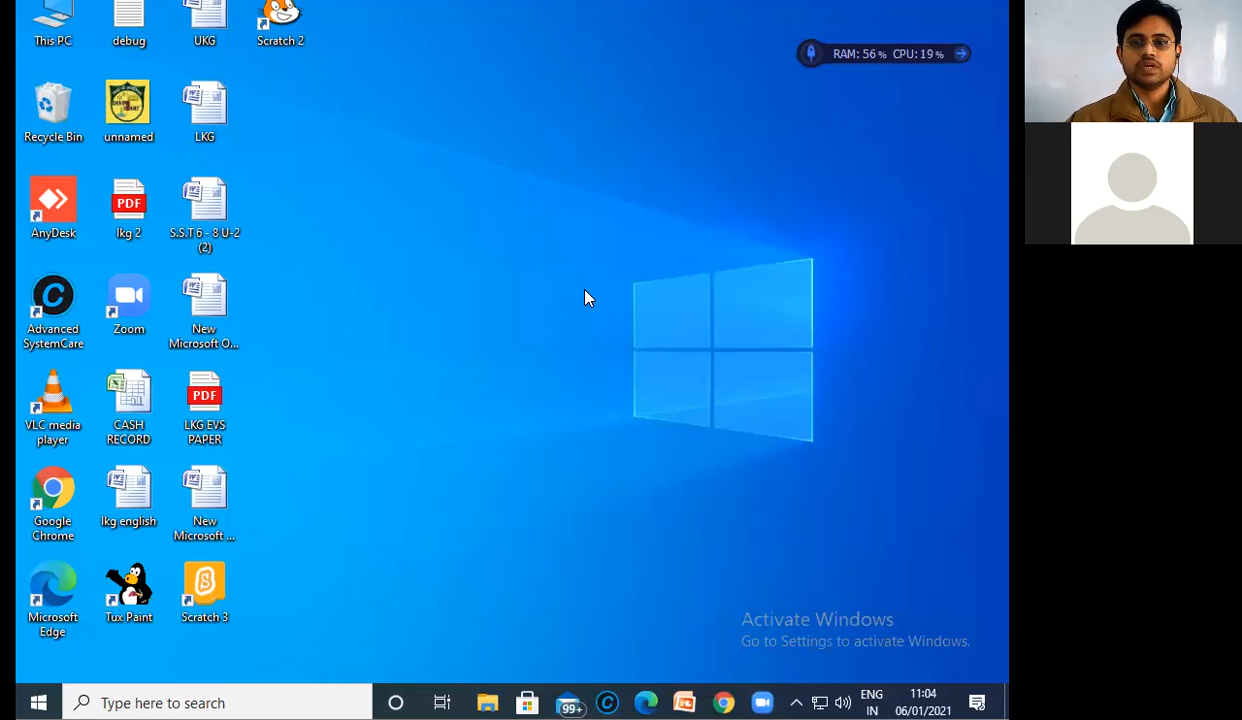 This PC
debug
UKG
Scratch 2
RAM: 56% CPU: 19%
Recycle Bin
unnamed
LKG
AnyDesk
PDF
lkg 2
S.S.T 6 - 8 U-2
(2)
Advanced
SystemCare
Zoom
New
Microsoft O...
VLC media
player
CASH
RECORD
PDF
LKG EVS
PAPER
Google
Chrome
lkg english
New
Microsoft ...
Microsoft
Edge
Tux Paint
Scratch 3
Activate Windows
Go to Settings to activate Windows.
Type here to search
99+
ENG
IN
11:04
06/01/2021